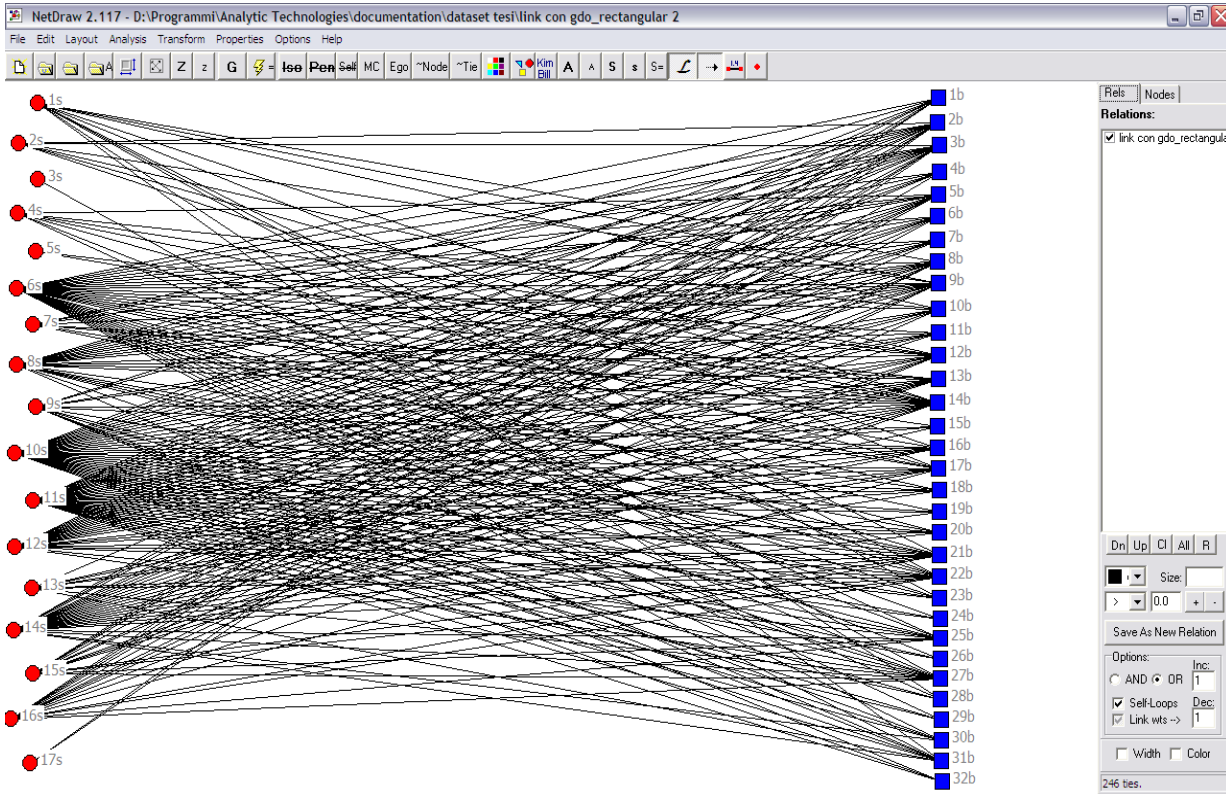 NetDraw 2.117 - D:\Programmi\Analytic Technologies\documentation\dataset tesi\link con gdo_rectangular 2
File Edit Layout Analysis Transform Properties Options Help
A Z z G = Iso Pen Self MC Ego ~Node ~Tie Kim Bill A A S s S= L 1.4
Rels Nodes
Relations:
link con gdo_rectangula
1s
2s
3s
4s
5s
6s
7s
8s
9s
10s
11s
12s
13s
14s
15s
16s
17s
1b
2b
3b
4b
5b
6b
7b
8b
9b
10b
11b
12b
13b
14b
15b
16b
17b
18b
19b
20b
21b
22b
23b
24b
25b
26b
27b
28b
29b
30b
31b
32b
Dn Up Cl All R
Size:
> 0.0 + -
Save As New Relation
Options: Inc:
AND OR 1
Self-Loops Dec:
Link wts --> 1
Width Color
246 ties.